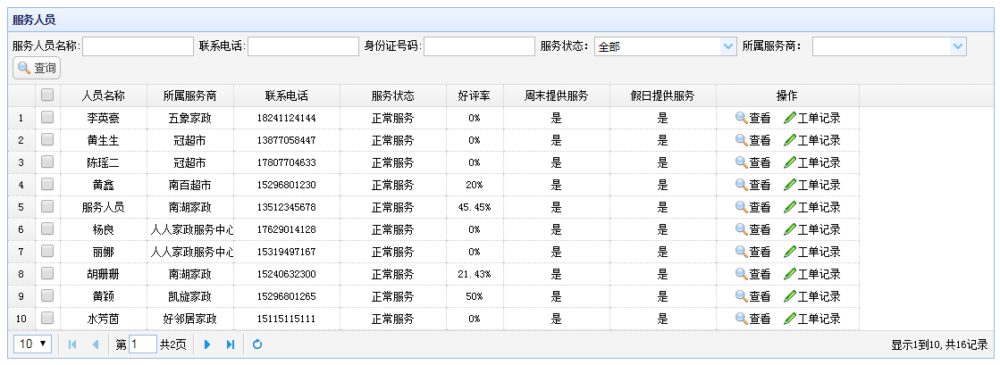 服务人员
服务人员名称: 联系电话: 身份证号码: 服务状态: 全部 所属服务商:
查询
人员名称 所属服务商 联系电话 服务状态 好评率 周末提供服务 假日提供服务 操作
1 李英豪 五象家政 18241124144 正常服务 0% 是 是 查看 工单记录
2 黄生生 冠超市 13877058447 正常服务 0% 是 是 查看 工单记录
3 陈瑶二 冠超市 17807704633 正常服务 0% 是 是 查看 工单记录
4 黄鑫 南百超市 15296801230 正常服务 20% 是 是 查看 工单记录
5 服务人员 南湖家政 13512345678 正常服务 45.45% 是 是 查看 工单记录
6 杨良 人人家政服务中心 17629014128 正常服务 0% 是 是 查看 工单记录
7 丽娜 人人家政服务中心 15319497167 正常服务 0% 是 是 查看 工单记录
8 胡珊珊 南湖家政 15240632300 正常服务 21.43% 是 是 查看 工单记录
9 黄颖 凯旋家政 15296801265 正常服务 50% 是 是 查看 工单记录
10 水芳茵 好邻居家政 15115115111 正常服务 0% 是 是 查看 工单记录
10 第 1 共2页 显示1到10,共16记录